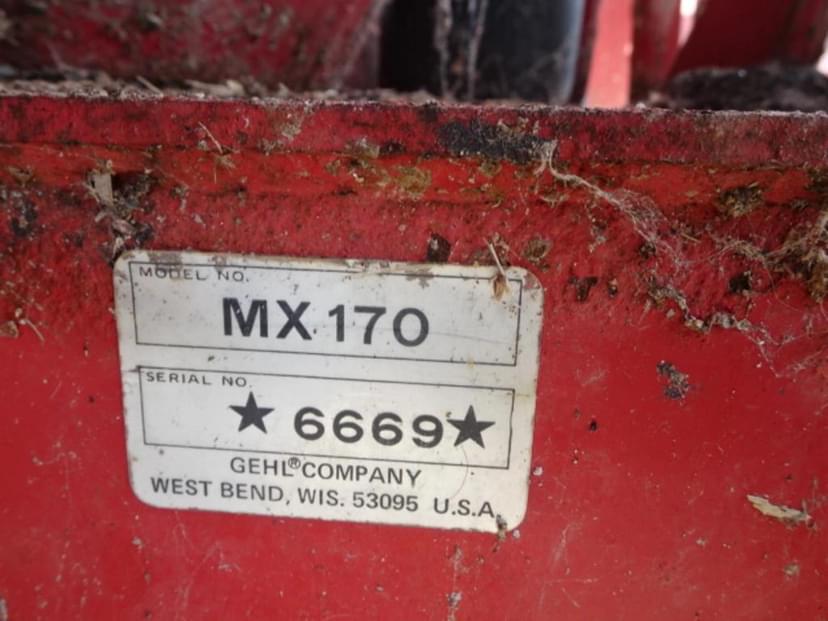 MODEL NO.
MX 170
SERIAL NO.
★ 6669 ★
GEHL® COMPANY
WEST BEND, WIS. 53095 U.S.A.